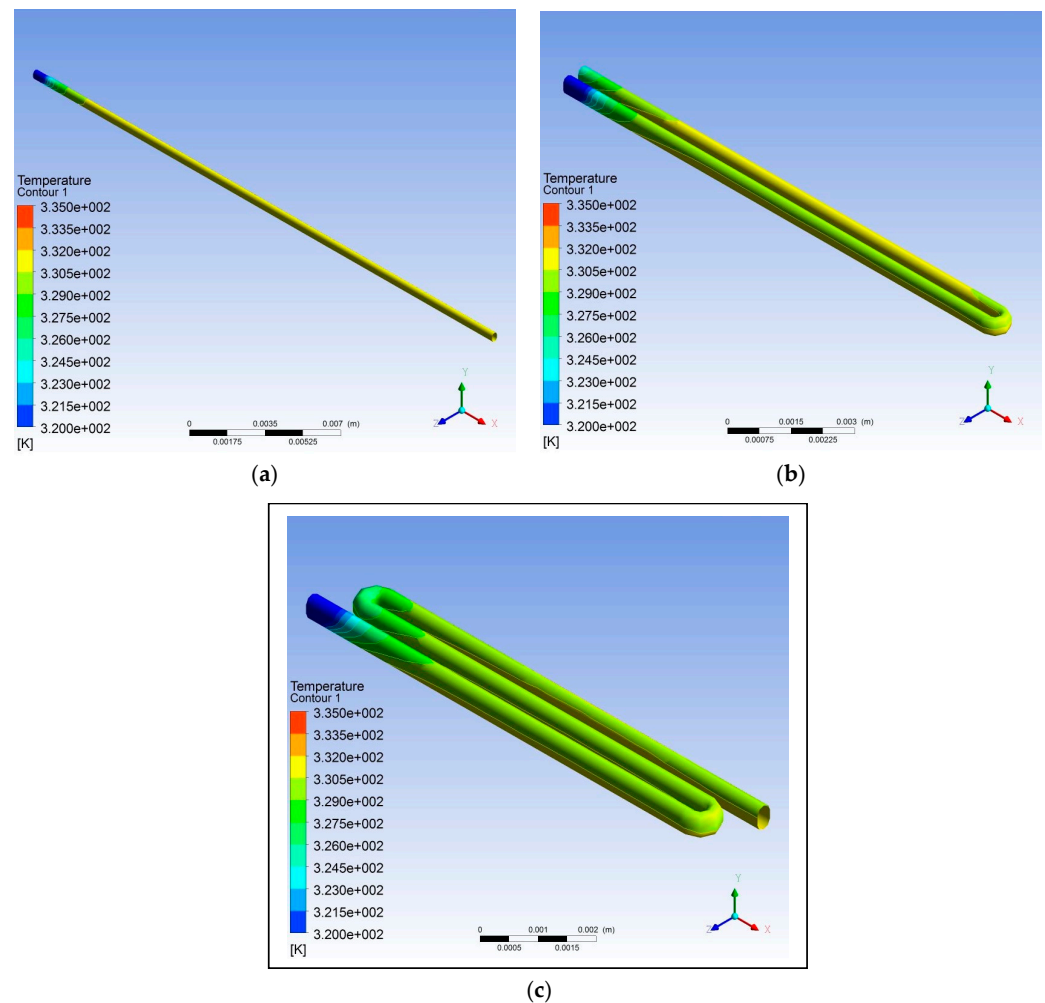 Temperature
Contour 1
3.350e+002
3.335e+002
3.320e+002
3.305e+002
3.290e+002
3.275e+002
3.260e+002
3.245e+002
3.230e+002
3.215e+002
3.200e+002
[K]
0 0.0035 0.007 (m)
0.00175 0.00525
Y
Z X
(a)
Temperature
Contour 1
3.350e+002
3.335e+002
3.320e+002
3.305e+002
3.290e+002
3.275e+002
3.260e+002
3.245e+002
3.230e+002
3.215e+002
3.200e+002
[K]
0 0.0015 0.003 (m)
0.00075 0.00225
Y
Z X
(b)
Temperature
Contour 1
3.350e+002
3.335e+002
3.320e+002
3.305e+002
3.290e+002
3.275e+002
3.260e+002
3.245e+002
3.230e+002
3.215e+002
3.200e+002
[K]
0 0.001 0.002 (m)
0.0005 0.0015
Y
Z X
(c)